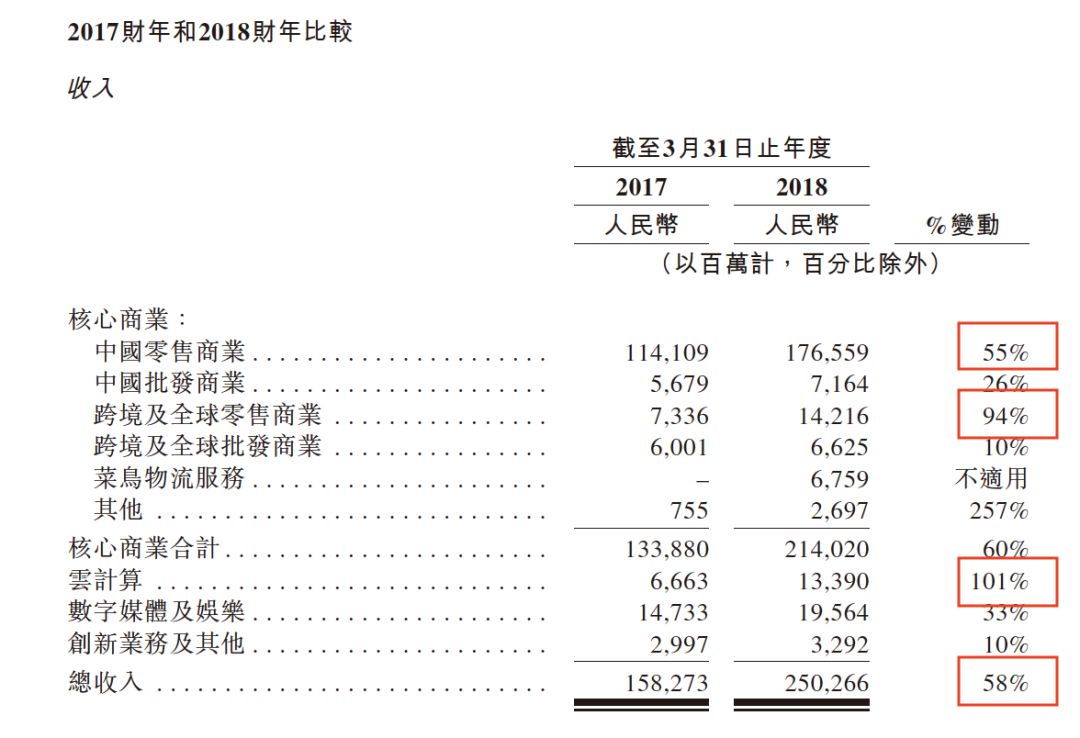 2017財年和2018財年比較
收入
截至3月31日止年度
2017 2018
人民幣 人民幣 %變動
（以百萬計，百分比除外）
核心商業：
中國零售商業 . . . . . . . . . . . . . . . . . . . . . . 114,109 176,559 55%
中國批發商業 . . . . . . . . . . . . . . . . . . . . . . 5,679 7,164 26%
跨境及全球零售商業 . . . . . . . . . . . . . . . . 7,336 14,216 94%
跨境及全球批發商業 . . . . . . . . . . . . . . . . 6,001 6,625 10%
菜鳥物流服務 . . . . . . . . . . . . . . . . . . . . . . – 6,759 不適用
其他 . . . . . . . . . . . . . . . . . . . . . . . . . . . . . 755 2,697 257%
核心商業合計 . . . . . . . . . . . . . . . . . . . . . . . . 133,880 214,020 60%
雲計算 . . . . . . . . . . . . . . . . . . . . . . . . . . . . . 6,663 13,390 101%
數字媒體及娛樂 . . . . . . . . . . . . . . . . . . . . . . 14,733 19,564 33%
創新業務及其他 . . . . . . . . . . . . . . . . . . . . . . 2,997 3,292 10%
總收入 . . . . . . . . . . . . . . . . . . . . . . . . . . . . . 158,273 250,266 58%